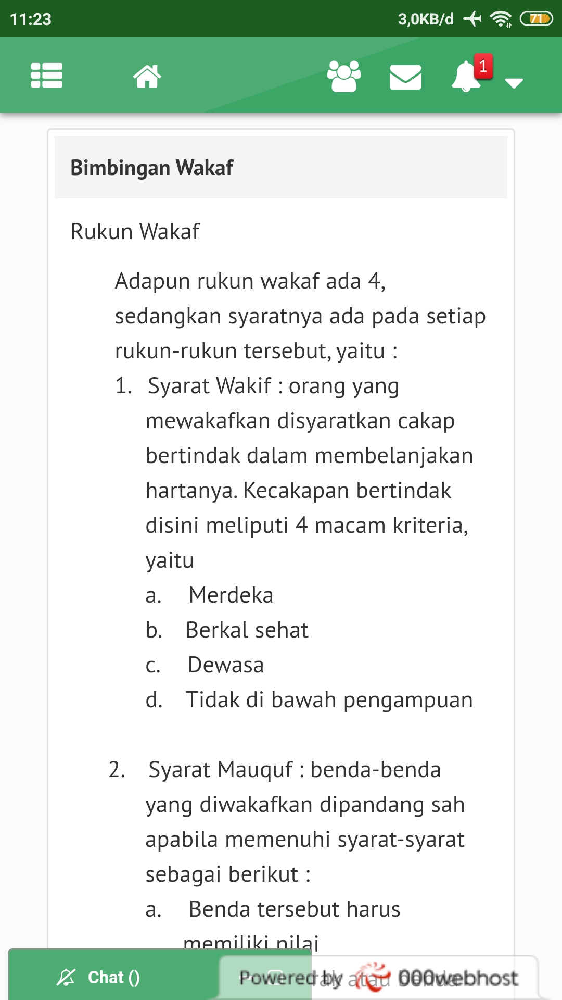 11:23
3,0KB/d
71
1
Bimbingan Wakaf
Rukun Wakaf
Adapun rukun wakaf ada 4,
sedangkan syaratnya ada pada setiap
rukun-rukun tersebut, yaitu :
1. Syarat Wakif : orang yang
mewakafkan disyaratkan cakap
bertindak dalam membelanjakan
hartanya. Kecakapan bertindak
disini meliputi 4 macam kriteria,
yaitu
a. Merdeka
b. Berkal sehat
c. Dewasa
d. Tidak di bawah pengampuan
2. Syarat Mauquf : benda-benda
yang diwakafkan dipandang sah
apabila memenuhi syarat-syarat
sebagai berikut :
a. Benda tersebut harus
memiliki nilai
atau
Chat ()
Powered by 000webhost